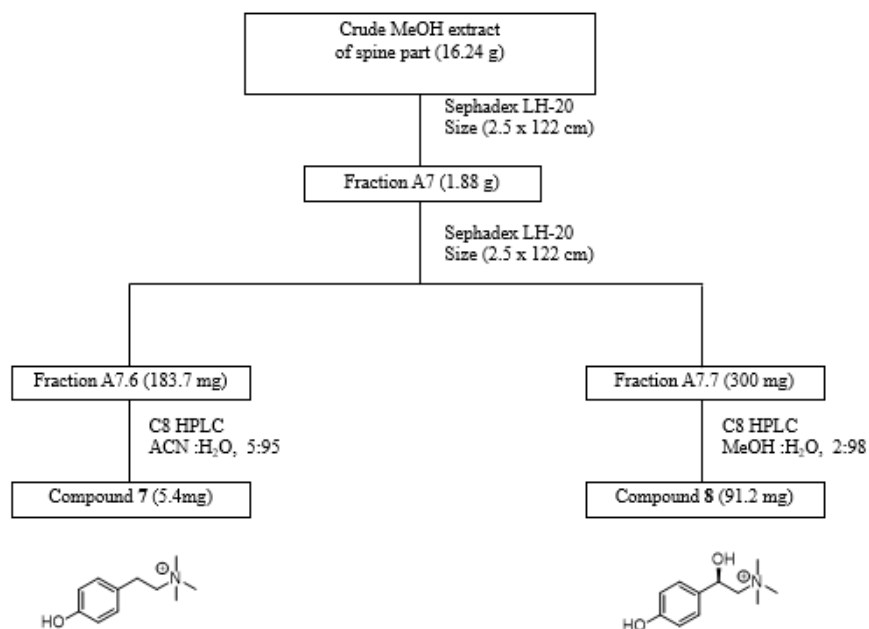 Crude MeOH extract
of spine part (16.24 g)
Sephadex LH-20
Size (2.5 x 122 cm)
Fraction A7 (1.88 g)
Sephadex LH-20
Size (2.5 x 122 cm)
Fraction A7.6 (183.7 mg)
Fraction A7.7 (300 mg)
C8 HPLC
ACN :H₂O, 5:95
C8 HPLC
MeOH :H₂O, 2:98
Compound 7 (5.4mg)
Compound 8 (91.2 mg)
HO
⊕
N
OH
HO
⊕
N